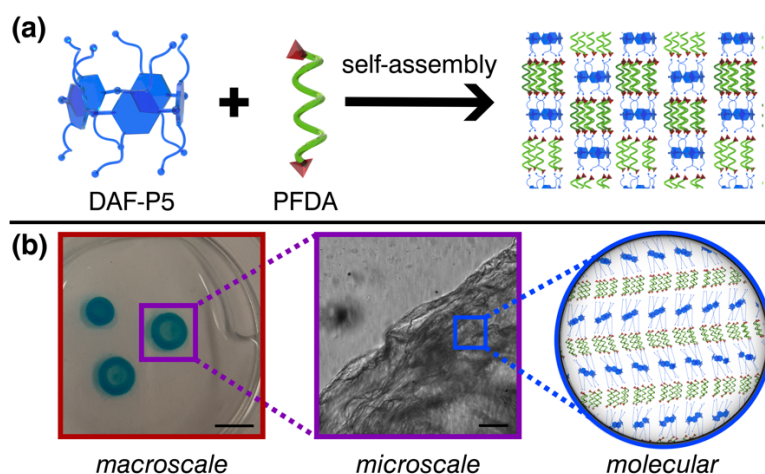 (a)
self-assembly
DAF-P5
PFDA
(b)
macroscale
microscale
molecular